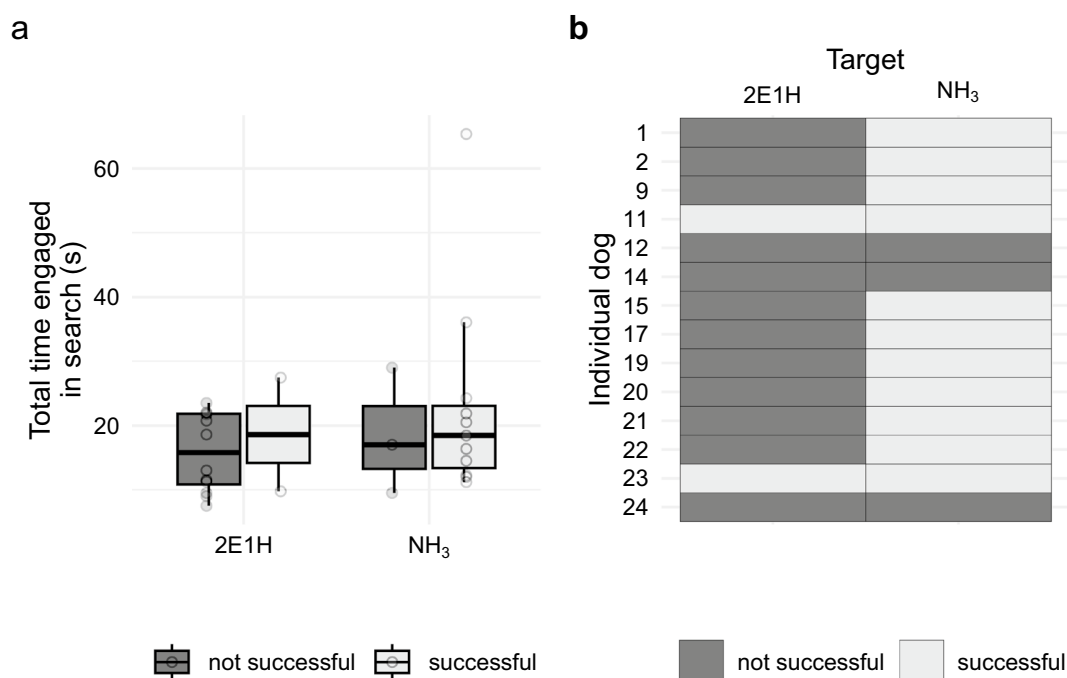 a
Total time engaged
in search (s)
60
40
20
2E1H
NH₃
not successful
successful
b
Target
2E1H
NH₃
Individual dog
1
2
9
11
12
14
15
17
19
20
21
22
23
24
not successful
successful